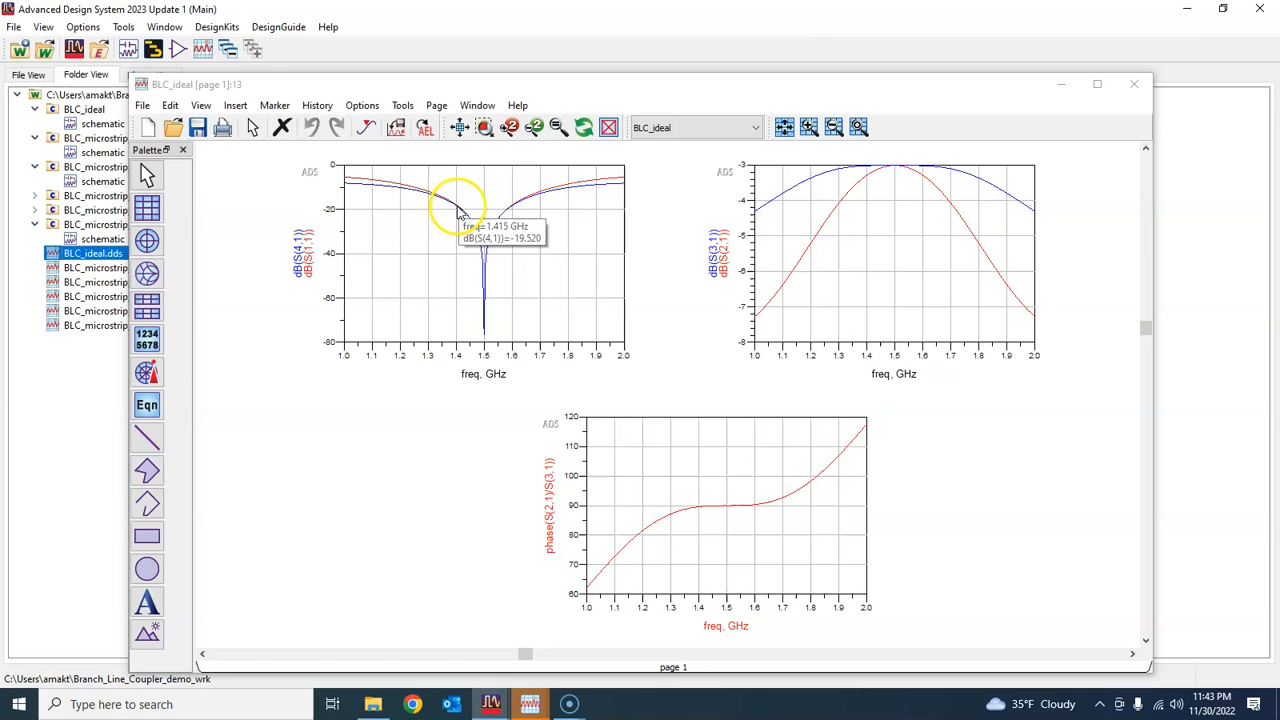 Advanced Design System 2023 Update 1 (Main)
File View Options Tools Window DesignKits DesignGuide Help
File View Folder View
BLC_ideal [page 1]:13
C:\Users\amakt\Bran
File Edit View Insert Marker History Options Tools Page Window Help
BLC_ideal
schematic
BLC_microstrip
schematic
BLC_microstrip
schematic
BLC_microstrip
BLC_microstrip
BLC_microstrip
schematic
BLC_ideal.dds
BLC_microstrip
BLC_microstrip
BLC_microstrip
BLC_microstrip
BLC_microstrip
AEL
BLC_ideal
Palette
1234
5678
Eqn
A
ADS
0
-20
-40
-60
-80
dB(S(4,1))
dB(S(1,1))
freq=1.415 GHz
dB(S(4,1))=-19.520
1.0 1.1 1.2 1.3 1.4 1.5 1.6 1.7 1.8 1.9 2.0
freq, GHz
ADS
-3
-4
-5
-6
-7
-8
dB(S(3,1))
dB(S(2,1))
1.0 1.1 1.2 1.3 1.4 1.5 1.6 1.7 1.8 1.9 2.0
freq, GHz
ADS
120
110
100
90
80
70
60
phase(S(2,1)/S(3,1))
1.0 1.1 1.2 1.3 1.4 1.5 1.6 1.7 1.8 1.9 2.0
freq, GHz
page 1
C:\Users\amakt\Branch_Line_Coupler_demo_wrk
Type here to search
35°F Cloudy
11:43 PM
11/30/2022